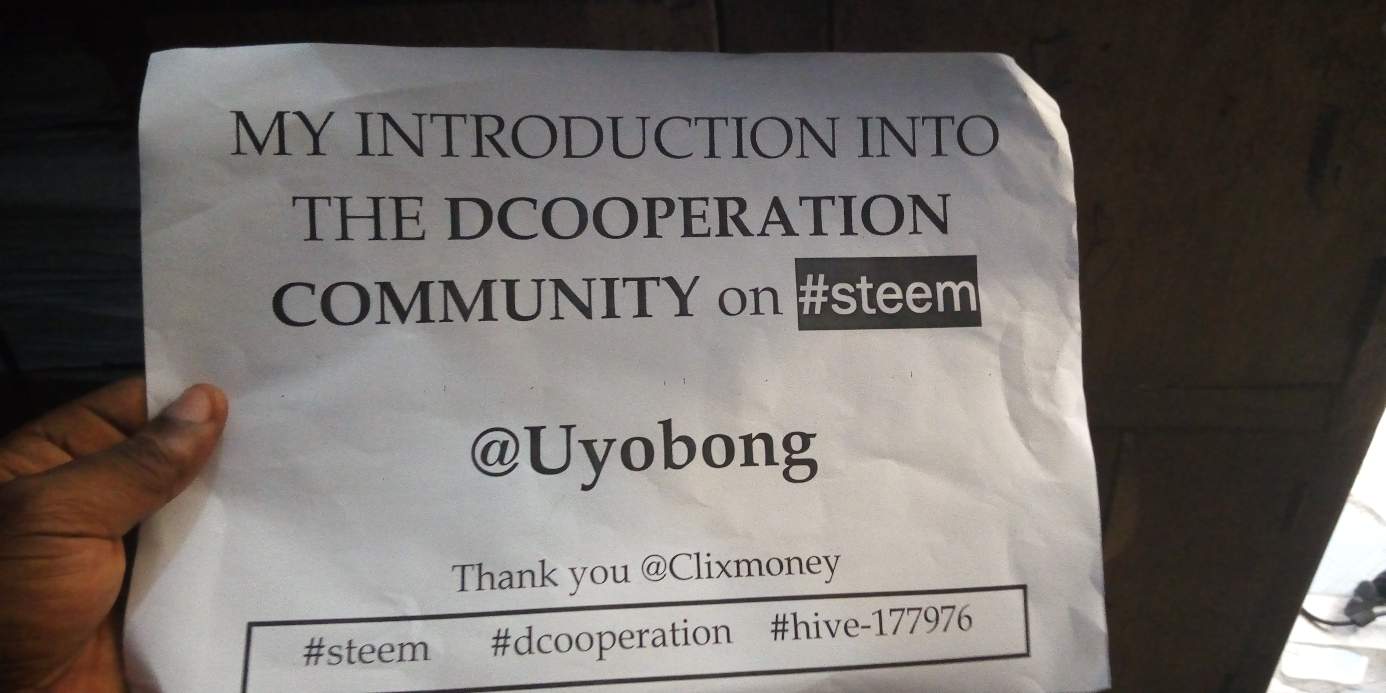 MY INTRODUCTION INTO
THE DCOOPERATION
COMMUNITY on #steem
@Uyobong
Thank you @Clixmoney
#steem #dcooperation #hive-177976